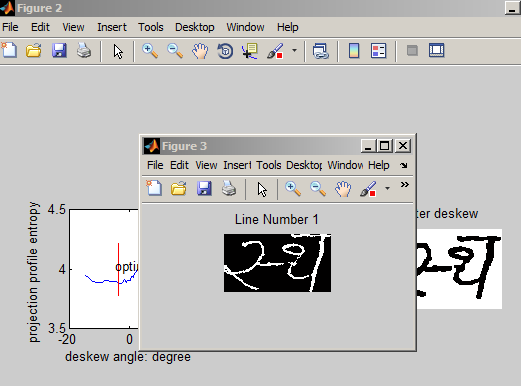 Figure 2
File Edit View Insert Tools Desktop Window Help
Figure 3
File Edit View Insert Tools Desktop Window Help
Line Number 1
ter deskew
projection profile entropy
4.5
4
3.5
opti
-20 0
deskew angle: degree